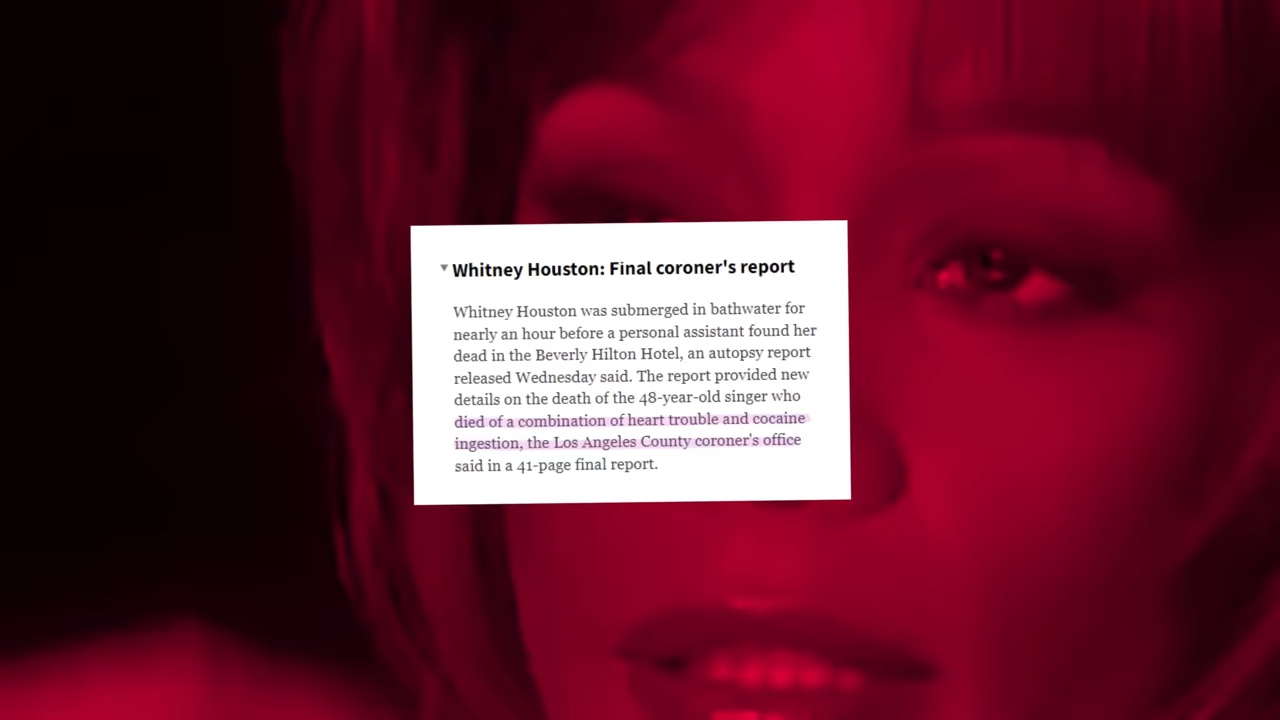 Whitney Houston: Final coroner's report
Whitney Houston was submerged in bathwater for
nearly an hour before a personal assistant found her
dead in the Beverly Hilton Hotel, an autopsy report
released Wednesday said. The report provided new
details on the death of the 48-year-old singer who
died of a combination of heart trouble and cocaine
ingestion, the Los Angeles County coroner's office
said in a 41-page final report.